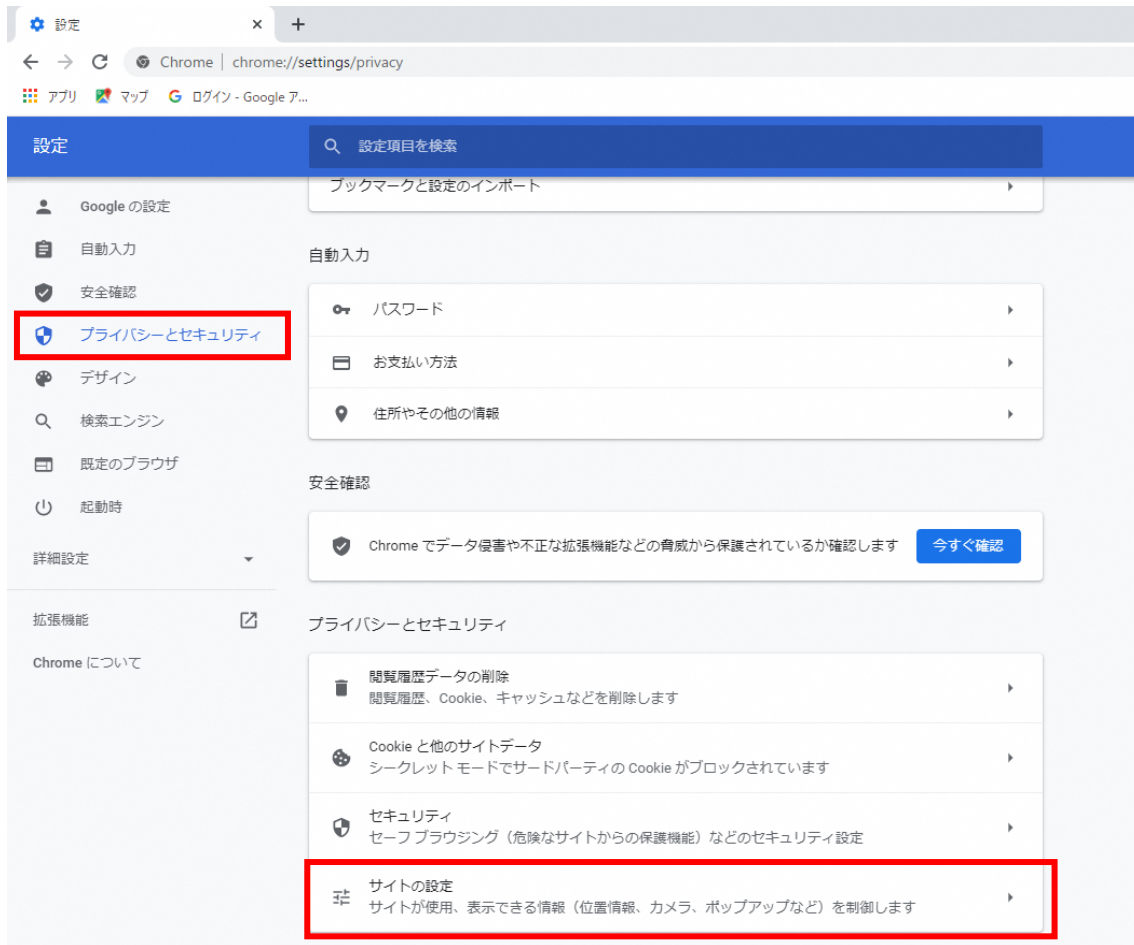 設定
Chrome | chrome://settings/privacy
アプリ マップ ログイン - Google ア...
設定
設定項目を検索
Google の設定
自動入力
安全確認
プライバシーとセキュリティ
デザイン
検索エンジン
既定のブラウザ
起動時
詳細設定
拡張機能
Chrome について
ブックマークと設定のインポート
自動入力
パスワード
お支払い方法
住所やその他の情報
安全確認
Chrome でデータ侵害や不正な拡張機能などの脅威から保護されているか確認します 今すぐ確認
プライバシーとセキュリティ
閲覧履歴データの削除
閲覧履歴、Cookie、キャッシュなどを削除します
Cookie と他のサイトデータ
シークレット モードでサードパーティの Cookie がブロックされています
セキュリティ
セーフ ブラウジング（危険なサイトからの保護機能）などのセキュリティ設定
サイトの設定
サイトが使用、表示できる情報（位置情報、カメラ、ポップアップなど）を制御します